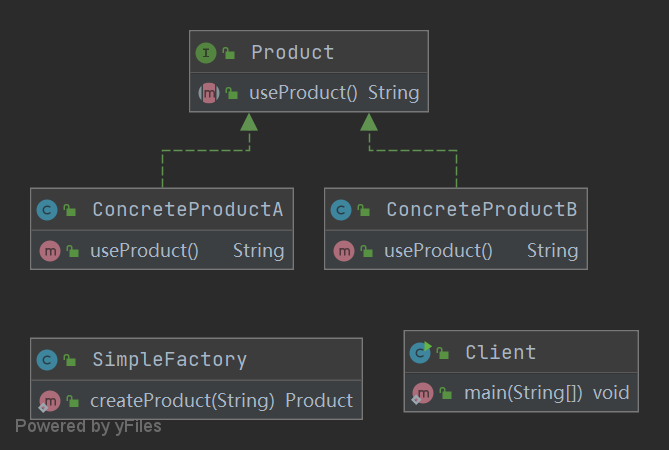 Product
useProduct() String
ConcreteProductA
useProduct() String
ConcreteProductB
useProduct() String
SimpleFactory
createProduct(String) Product
Client
main(String[]) void
Powered by yFiles